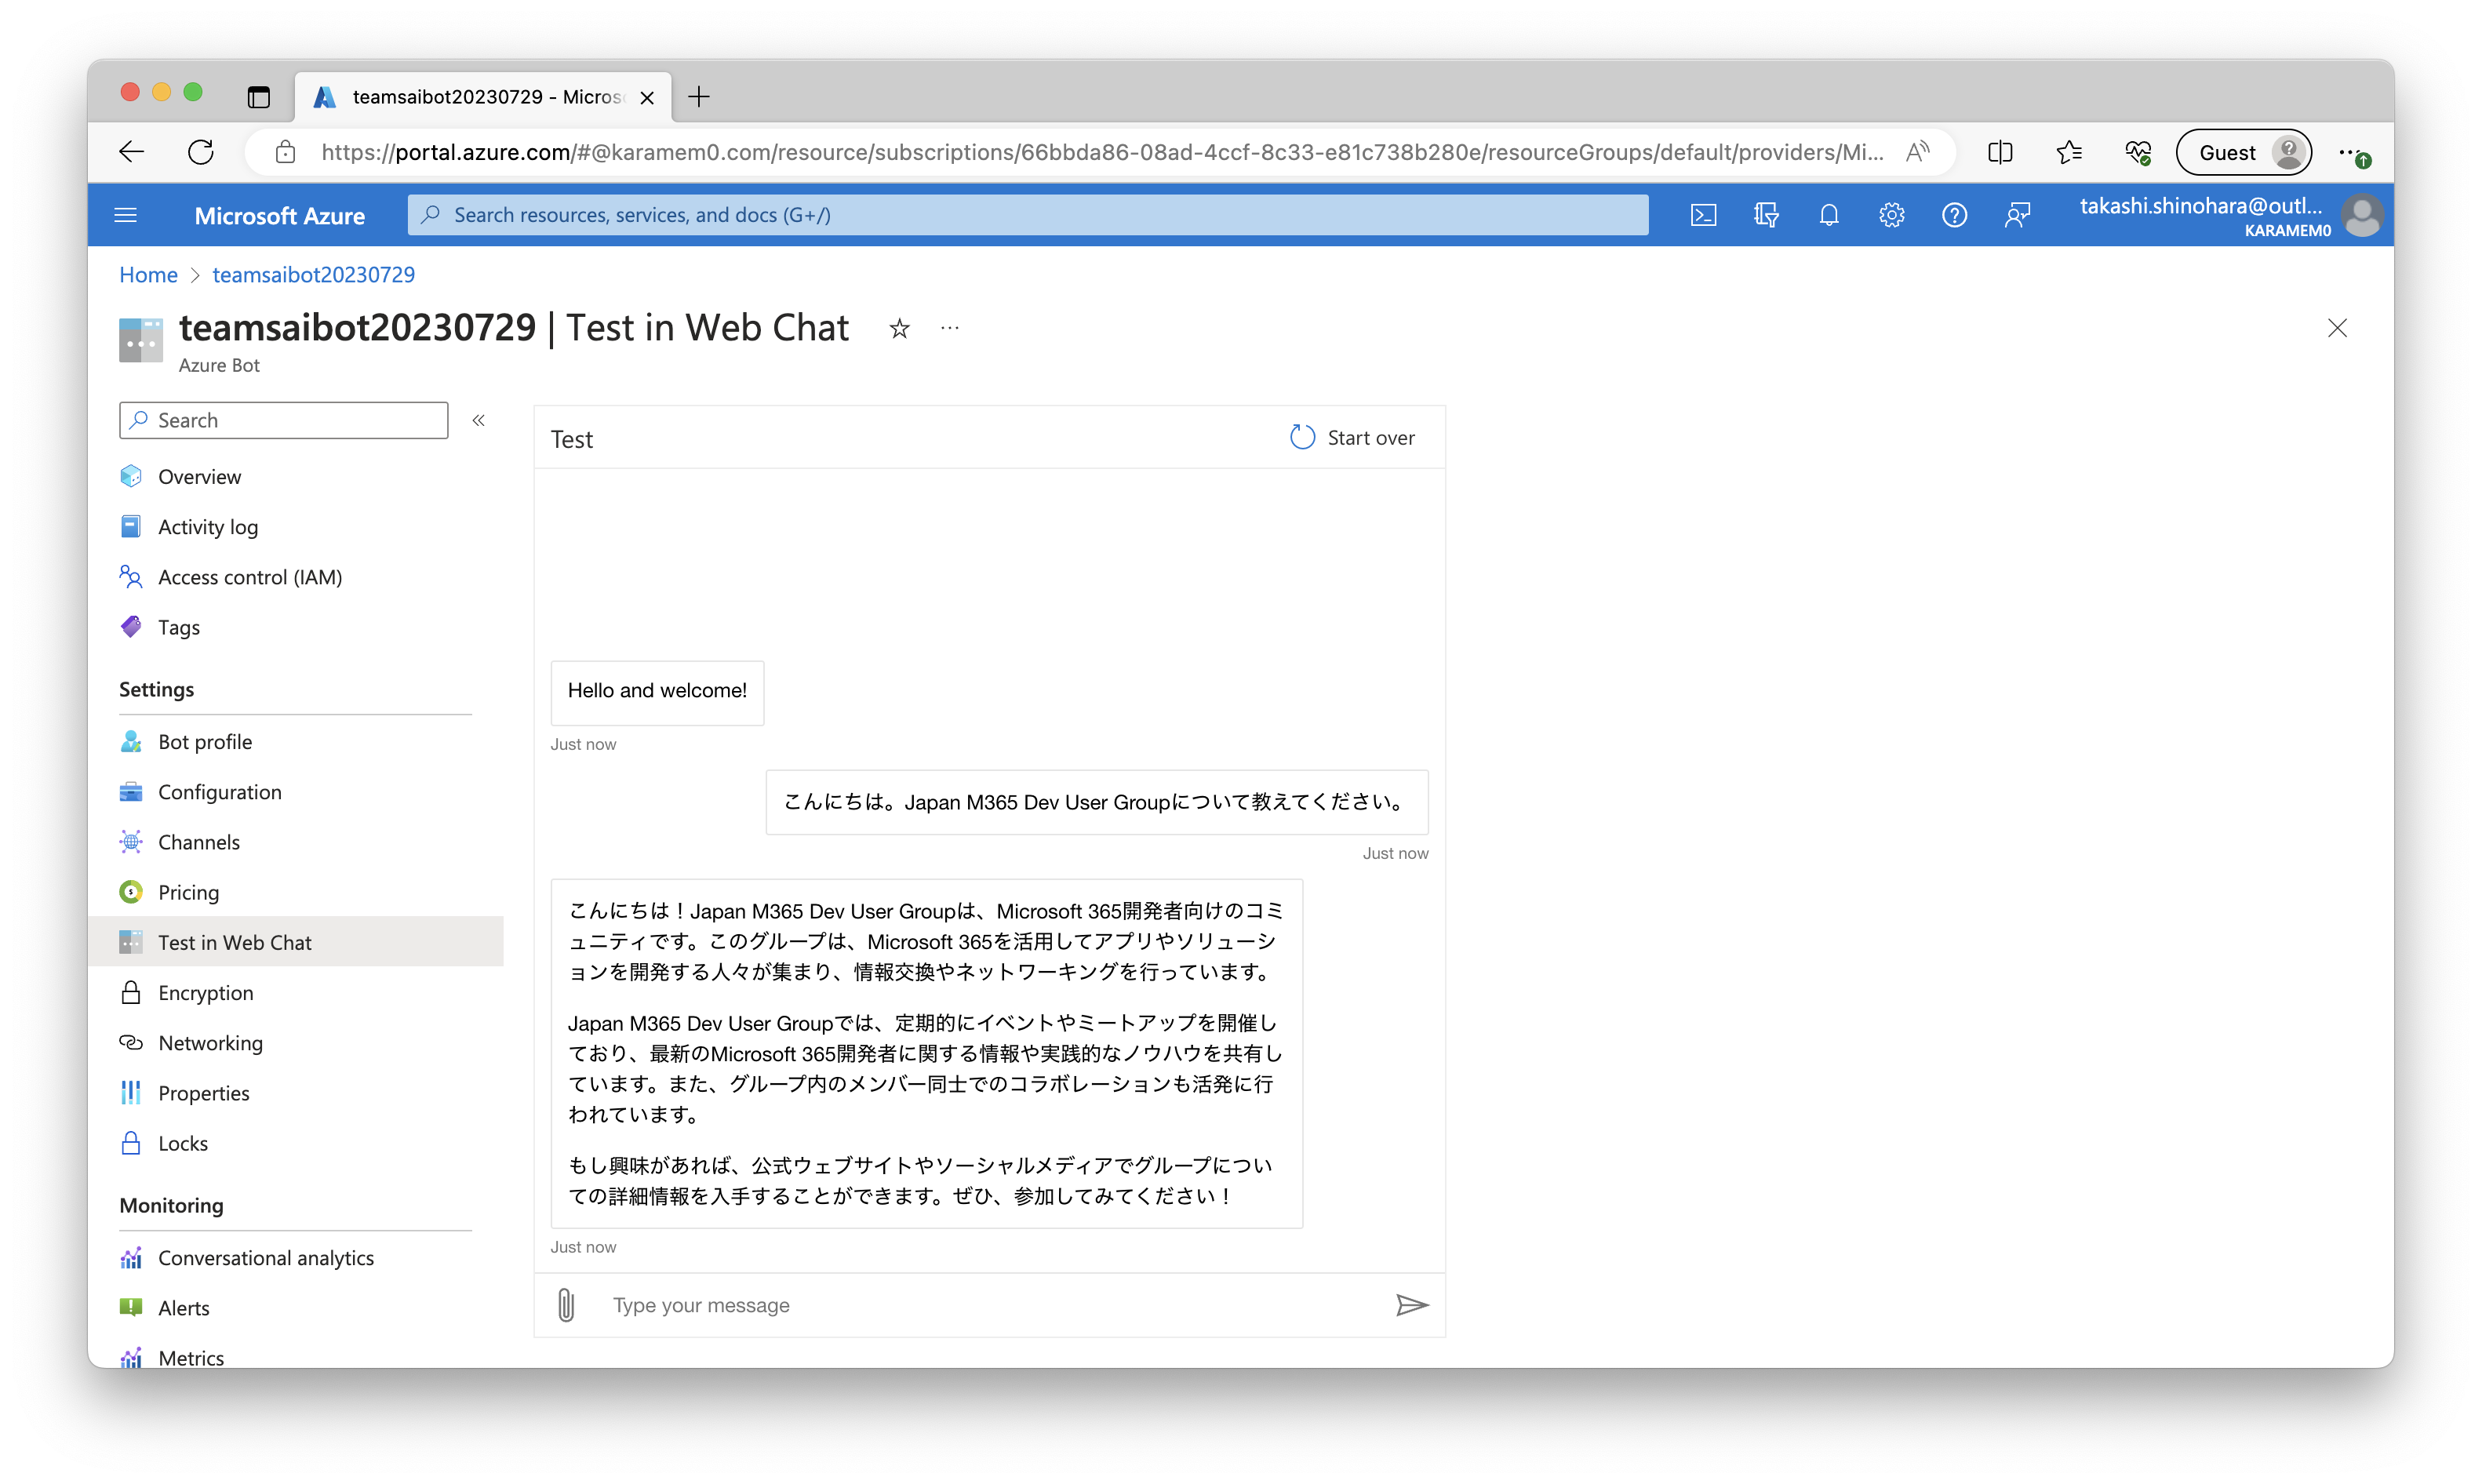 teamsaibot20230729 - Micros
https://portal.azure.com/#@karamem0.com/resource/subscriptions/66bbda86-08ad-4ccf-8c33-e81c738b280e/resourceGroups/default/providers/Mi...
Guest
Microsoft Azure
Search resources, services, and docs (G+/)
takashi.shinohara@outl...
KARAMEM0
Home > teamsaibot20230729
teamsaibot20230729 | Test in Web Chat
Azure Bot
Search
Overview
Activity log
Access control (IAM)
Tags
Settings
Bot profile
Configuration
Channels
Pricing
Test in Web Chat
Encryption
Networking
Properties
Locks
Monitoring
Conversational analytics
Alerts
Metrics
Test
Start over
Hello and welcome!
Just now
こんにちは。Japan M365 Dev User Groupについて教えてください。
Just now
こんにちは！Japan M365 Dev User Groupは、Microsoft 365開発者向けのコミ
ュニティです。このグループは、Microsoft 365を活用してアプリやソリューシ
ョンを開発する人々が集まり、情報交換やネットワーキングを行っています。
Japan M365 Dev User Groupでは、定期的にイベントやミートアップを開催し
ており、最新のMicrosoft 365開発者に関する情報や実践的なノウハウを共有し
ています。また、グループ内のメンバー同士でのコラボレーションも活発に行
われています。
もし興味があれば、公式ウェブサイトやソーシャルメディアでグループについ
ての詳細情報を入手することができます。ぜひ、参加してみてください！
Just now
Type your message